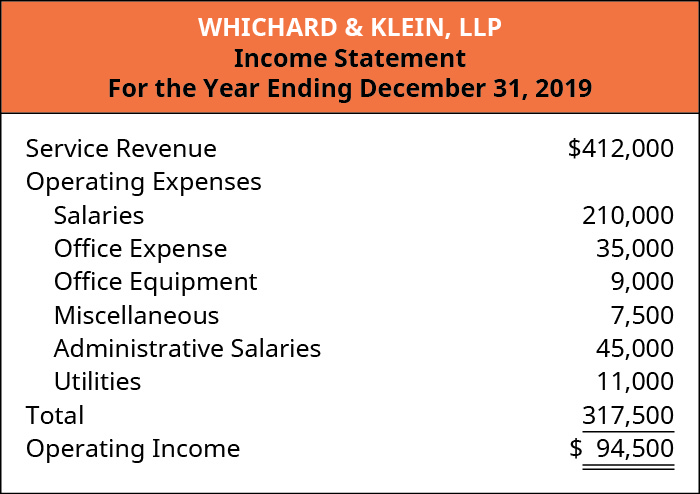 WHICHARD & KLEIN, LLP
Income Statement
For the Year Ending December 31, 2019
Service Revenue $412,000
Operating Expenses
Salaries 210,000
Office Expense 35,000
Office Equipment 9,000
Miscellaneous 7,500
Administrative Salaries 45,000
Utilities 11,000
Total 317,500
Operating Income $ 94,500